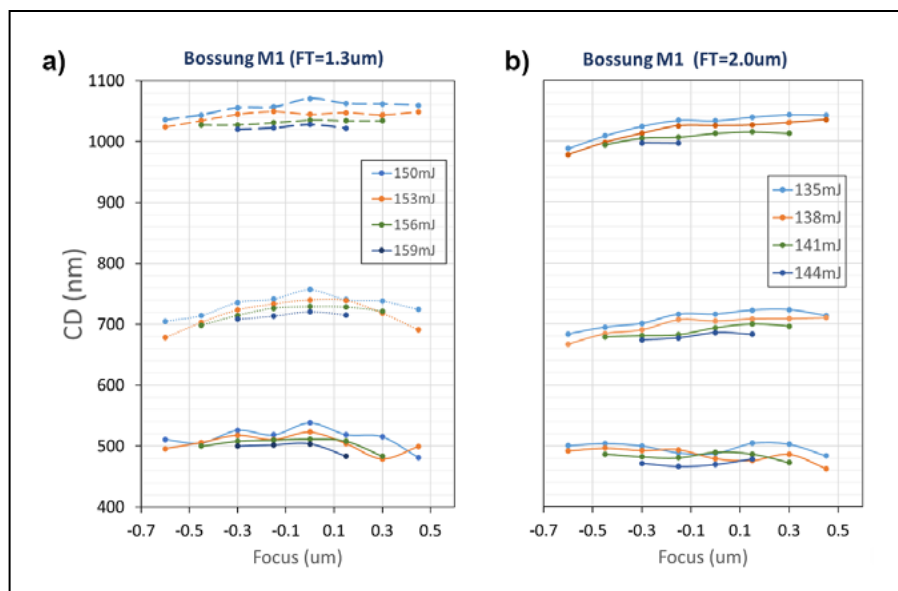 a)
Bossung M1 (FT=1.3um)
1100
1000
900
800
700
600
500
400
CD (nm)
150mJ
153mJ
156mJ
159mJ
-0.7 -0.5 -0.3 -0.1 0.1 0.3 0.5
Focus (um)
b)
Bossung M1 (FT=2.0um)
135mJ
138mJ
141mJ
144mJ
-0.7 -0.5 -0.3 -0.1 0.1 0.3 0.5
Focus (um)